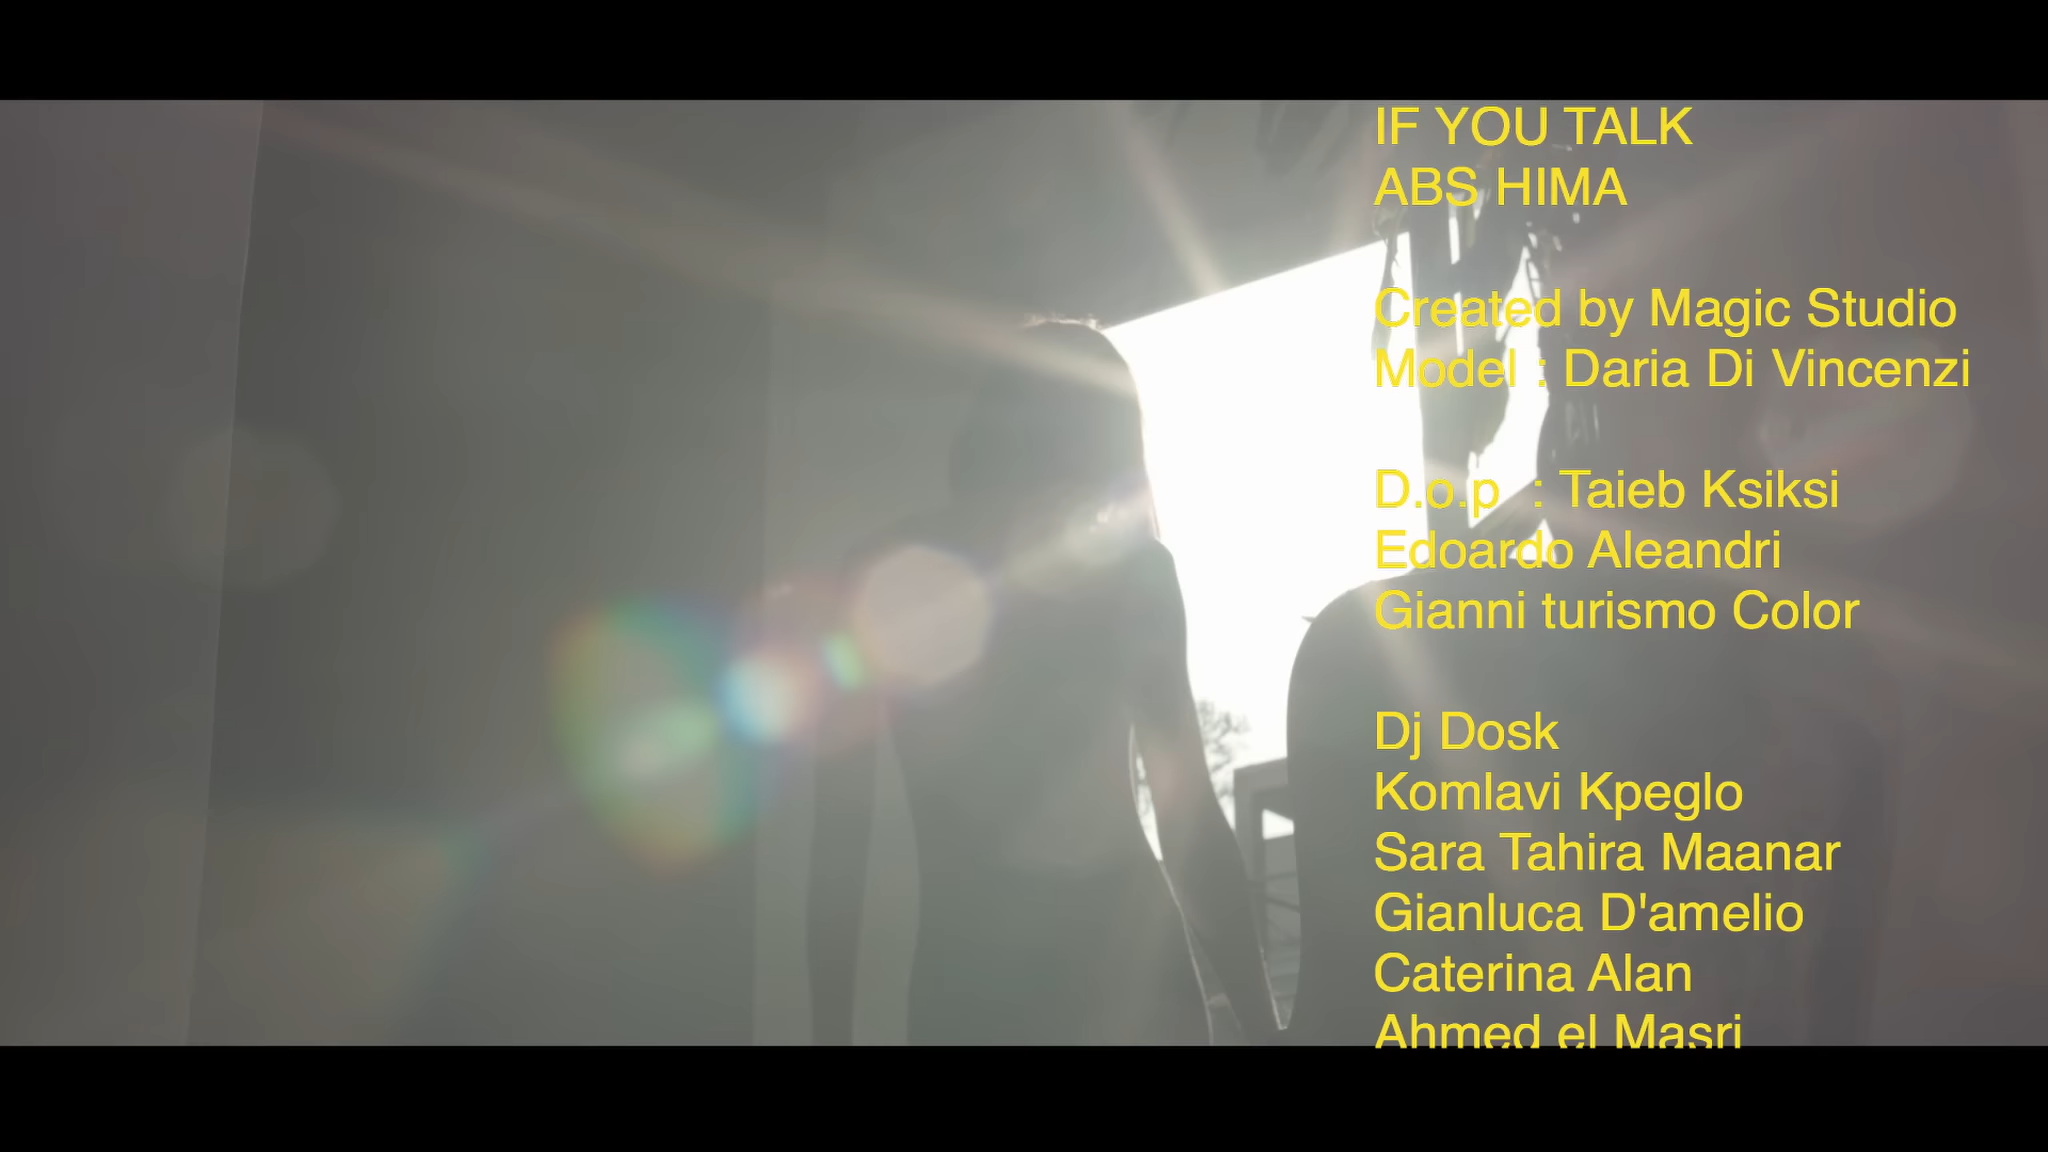 IF YOU TALK
ABS HIMA
Created by Magic Studio
Model : Daria Di Vincenzi
D.o.p : Taieb Ksiksi
Edoardo Aleandri
Gianni turismo Color
Dj Dosk
Komlavi Kpeglo
Sara Tahira Maanar
Gianluca D'amelio
Caterina Alan
Ahmed el Masri